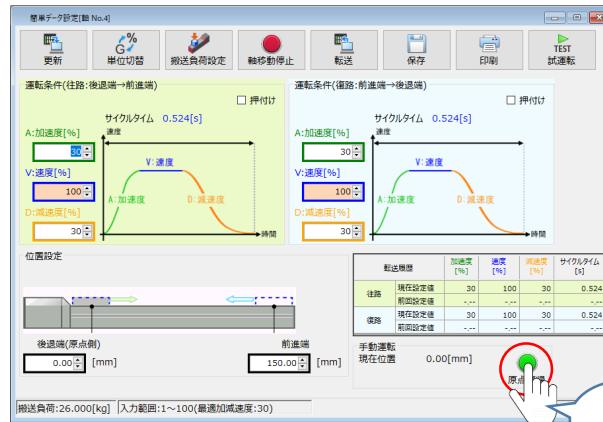 簡単データ設定[軸 No.4]
更新
単位切替
搬送負荷設定
軸移動停止
転送
保存
印刷
TEST
試運転
運転条件(往路:後退端→前進端)
押付け
サイクルタイム 0.524[s]
A:加速度[%]
30
V:速度[%]
100
D:減速度[%]
30
速度
V:速度
A:加速度
D:減速度
時間
運転条件(復路:前進端→後退端)
押付け
サイクルタイム 0.524[s]
A:加速度[%]
30
V:速度[%]
100
D:減速度[%]
30
速度
V:速度
A:加速度
D:減速度
時間
位置設定
後退端(原点側)
0.00 [mm]
前進端
150.00 [mm]
転送履歴 加速度[%] 速度[%] 減速度[%] サイクルタイム[s]
往路 現在設定値 30 100 30 0.524
前回設定値 -.-- -.-- -.-- -.--
復路 現在設定値 30 100 30 0.524
前回設定値 -.-- -.-- -.-- -.--
手動運転
現在位置 0.00[mm]
搬送負荷:26.000[kg] 入力範囲:1～100(最適加減速度:30)